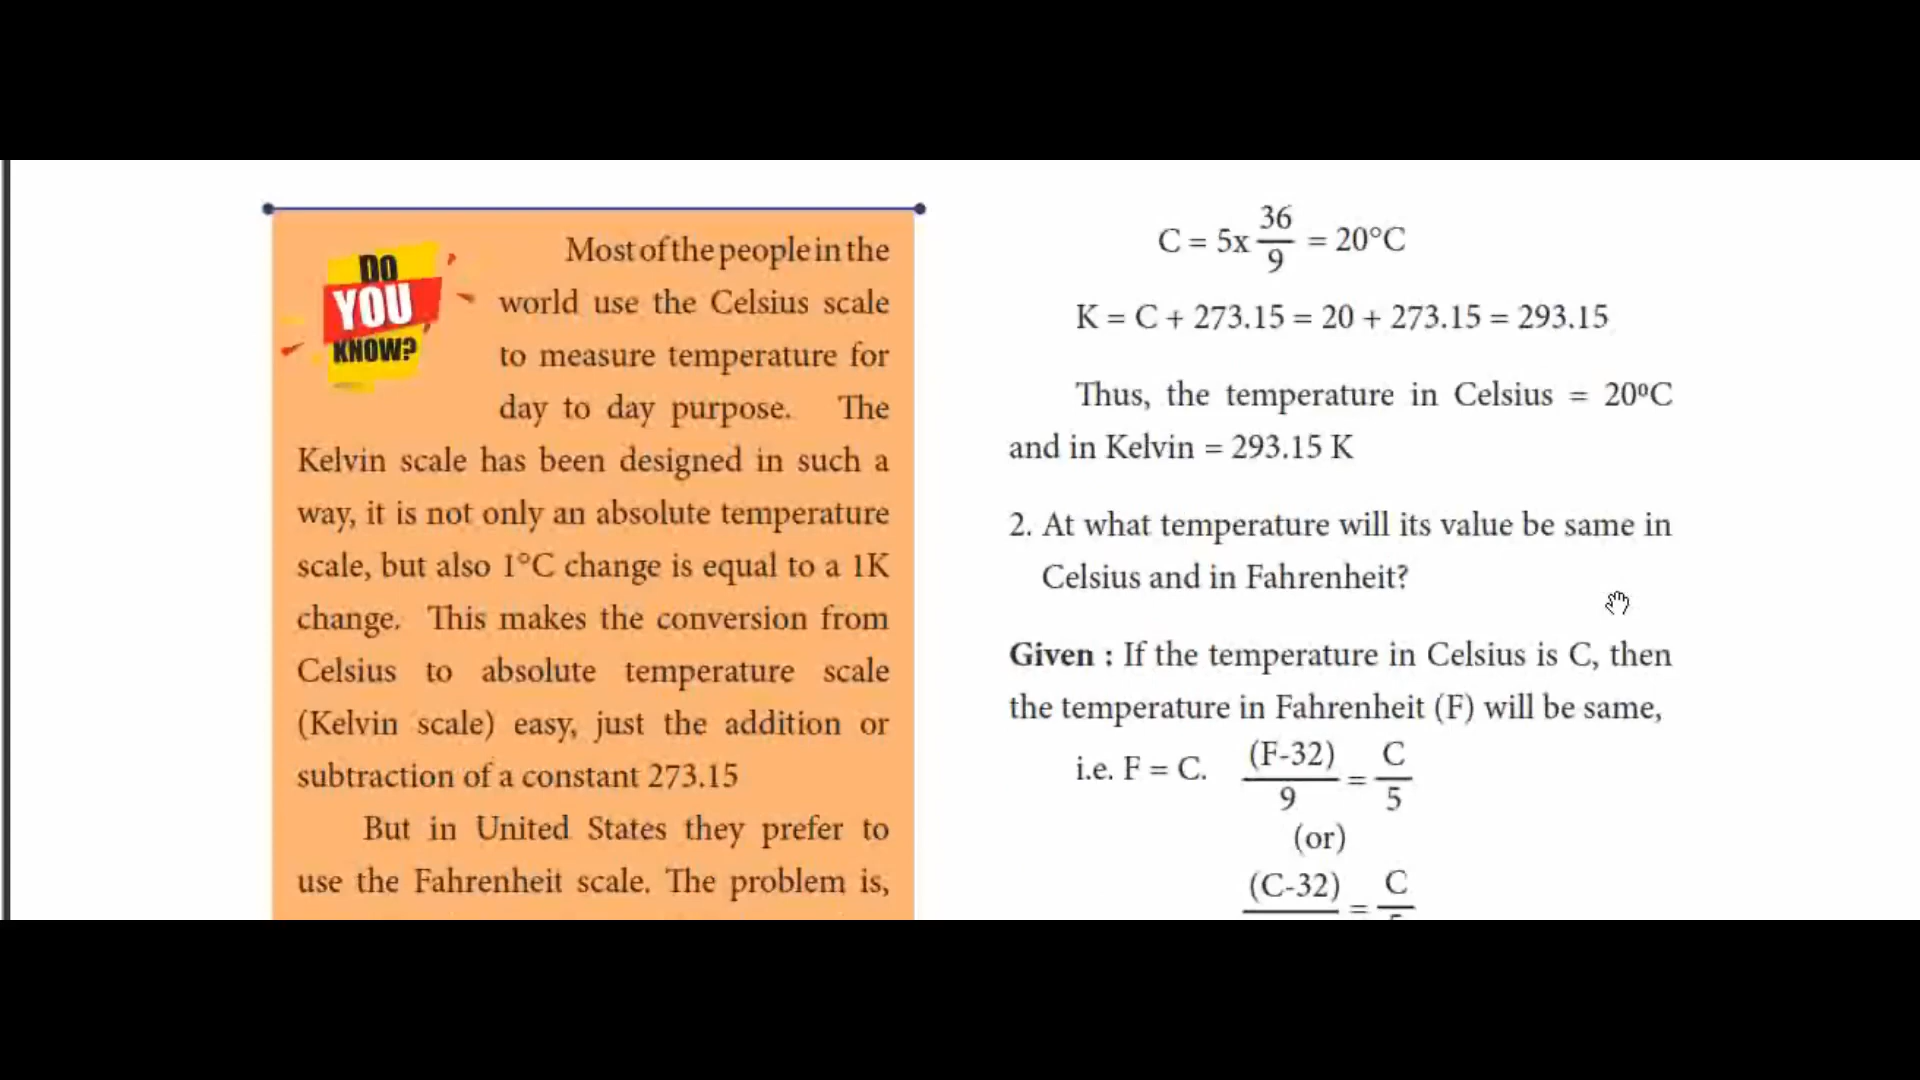 DO
YOU
KNOW?
Most of the people in the
world use the Celsius scale
to measure temperature for
day to day purpose. The
Kelvin scale has been designed in such a
way, it is not only an absolute temperature
scale, but also 1°C change is equal to a 1K
change. This makes the conversion from
Celsius to absolute temperature scale
(Kelvin scale) easy, just the addition or
subtraction of a constant 273.15
But in United States they prefer to
use the Fahrenheit scale. The problem is,
C = 5x 36/9 = 20°C
K = C + 273.15 = 20 + 273.15 = 293.15
Thus, the temperature in Celsius = 20⁰C
and in Kelvin = 293.15 K
2. At what temperature will its value be same in
Celsius and in Fahrenheit?
Given : If the temperature in Celsius is C, then
the temperature in Fahrenheit (F) will be same,
i.e. F = C. (F-32)/9 = C/5
(or)
(C-32) = C